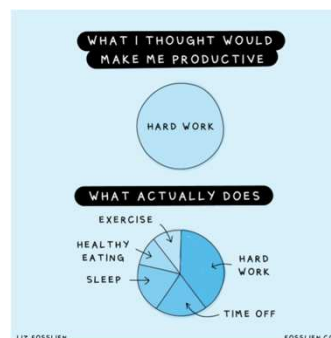 WHAT I THOUGHT WOULD
MAKE ME PRODUCTIVE
HARD WORK
WHAT ACTUALLY DOES
EXERCISE
HEALTHY
EATING
SLEEP
HARD
WORK
TIME OFF
LIZ FOSSLIEN